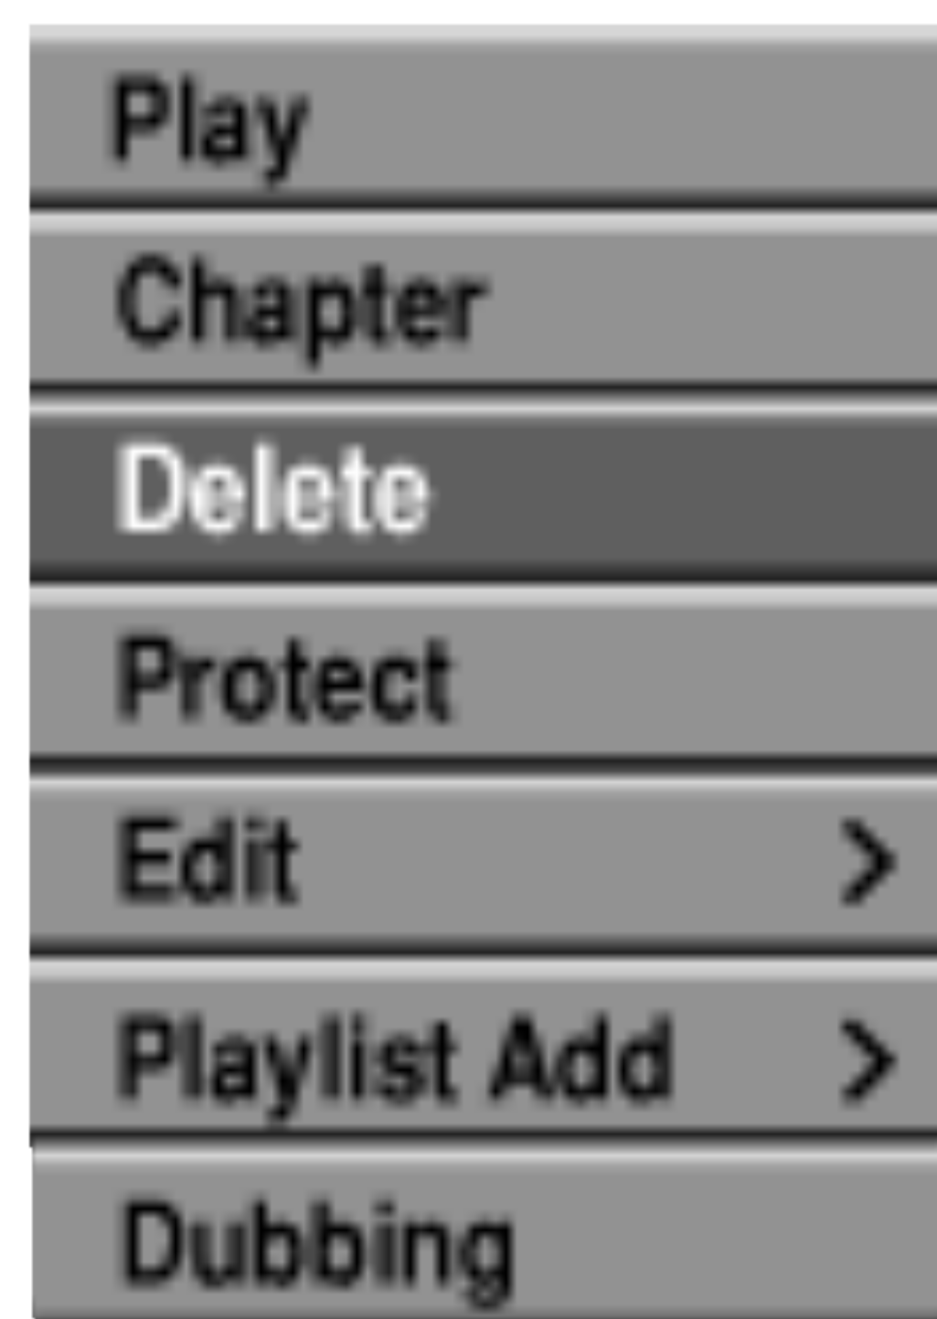 Play
Chapter
Delete
Protect
Edit >
Playlist Add >
Dubbing